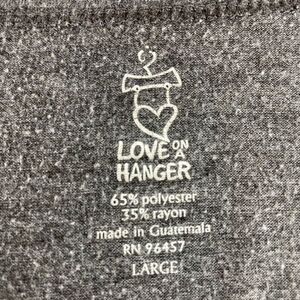 LOVE ON A
HANGER
65% polyester
35% rayon
made in Guatemala
RN 96457
LARGE